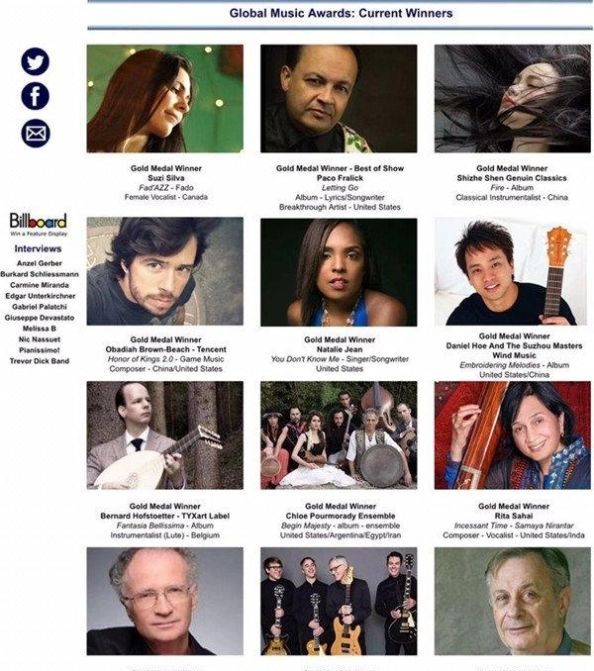 Global Music Awards: Current Winners
Gold Medal Winner
Suzi Silva
Fad'AZZ - Fado
Female Vocalist - Canada
Gold Medal Winner - Best of Show
Paco Fralick
Letting Go
Album - Lyrics/Songwriter
Breakthrough Artist - United States
Gold Medal Winner
Shizhe Shen Genuin Classics
Fire - Album
Classical Instrumentalist - China
Billboard
Win a Feature Display
Interviews
Anzel Gerber
Burkard Schliessmann
Carmine Miranda
Edgar Unterkirchner
Gabriel Palatchi
Giuseppe Devastato
Melissa B
Nic Nassuet
Pianissimo!
Trevor Dick Band
Gold Medal Winner
Obadiah Brown-Beach - Tencent
Honor of Kings 2.0 - Game Music
Composer - China/United States
Gold Medal Winner
Natalie Jean
You Don't Know Me - Singer/Songwriter
United States
Gold Medal Winner
Daniel Hoe And The Suzhou Masters
Wind Music
Embroidering Melodies - Album
United States/China
Gold Medal Winner
Bernard Hofstoetter - TYXart Label
Fantasia Bellissima - Album
Instrumentalist (Lute) - Belgium
Gold Medal Winner
Chloe Pourmorady Ensemble
Begin Majesty - album - ensemble
United States/Argentina/Egypt/Iran
Gold Medal Winner
Rita Sahai
Incessant Time - Samaya Nirantar
Composer - Vocalist - United States/Inda